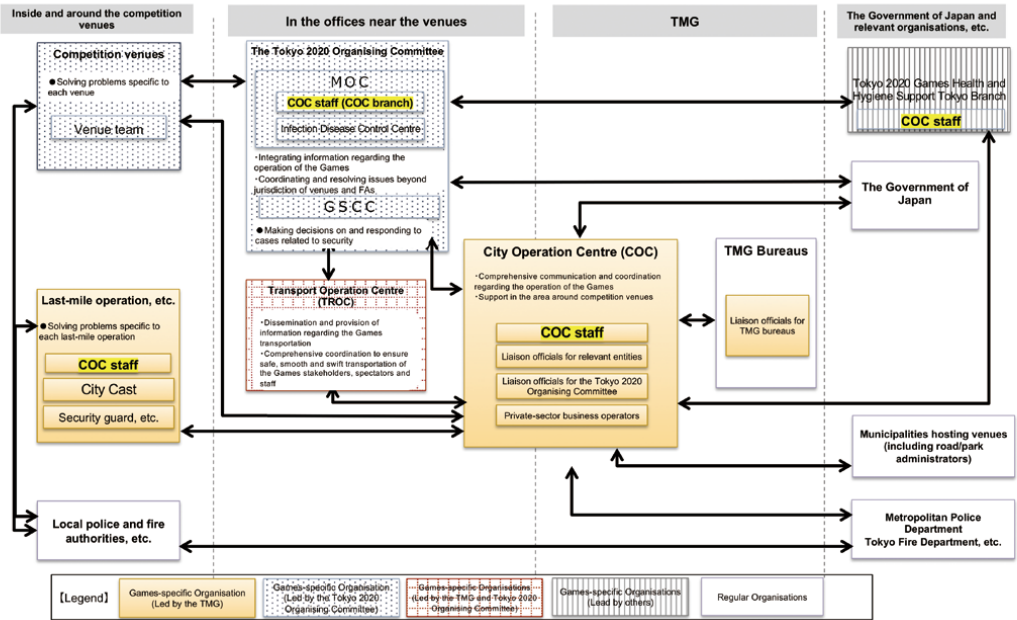 Inside and around the competition
venues
In the offices near the venues
TMG
The Government of Japan and
relevant organisations, etc.
Competition venues
●Solving problems specific to
each venue
Venue team
The Tokyo 2020 Organising Committee
MOC
COC staff (COC branch)
Infection Disease Control Centre
・Integrating information regarding the
operation of the Games
・Coordinating and resolving issues beyond
jurisdiction of venues and FAs
GSCC
●Making decisions on and responding to
cases related to security
Tokyo 2020 Games Health and
Hygiene Support Tokyo Branch
COC staff
The Government of
Japan
City Operation Centre (COC)
・Comprehensive communication and coordination
regarding the operation of the Games
・Support in the area around competition venues
COC staff
Liaison officials for relevant entities
Liaison officials for the Tokyo 2020
Organising Committee
Private-sector business operators
TMG Bureaus
Liaison officials for
TMG bureaus
Transport Operation Centre
(TROC)
・Dissemination and provision of
information regarding the Games
transportation
・Comprehensive coordination to ensure
safe, smooth and swift transportation of
the Games stakeholders, spectators and
staff
Last-mile operation, etc.
●Solving problems specific to
each last-mile operation
COC staff
City Cast
Security guard, etc.
Municipalities hosting venues
(including road/park
administrators)
Local police and fire
authorities, etc.
Metropolitan Police
Department
Tokyo Fire Department, etc.
【Legend】
Games-specific Organisation
(Led by the TMG)
Games-specific Organisation
(Led by the Tokyo 2020
Organising Committee)
Games-specific Organisations
(Led by the TMG and Tokyo 2020
Organising Committee)
Games-specific Organisations
(Lead by others)
Regular Organisations